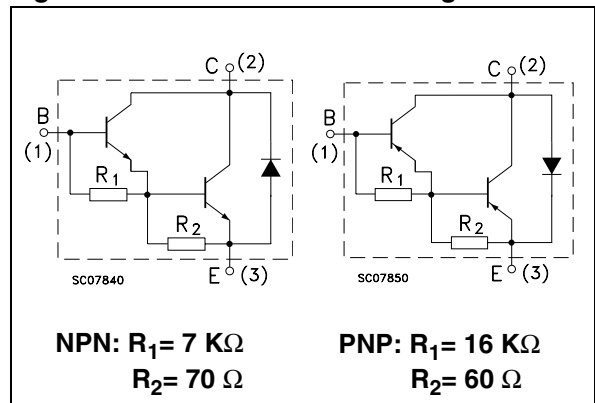 C (2)
B
(1)
R1
R2
E (3)
SC07840
C (2)
B
(1)
R1
R2
E (3)
SC07850
NPN: R1= 7 KΩ
R2= 70 Ω
PNP: R1= 16 KΩ
R2= 60 Ω